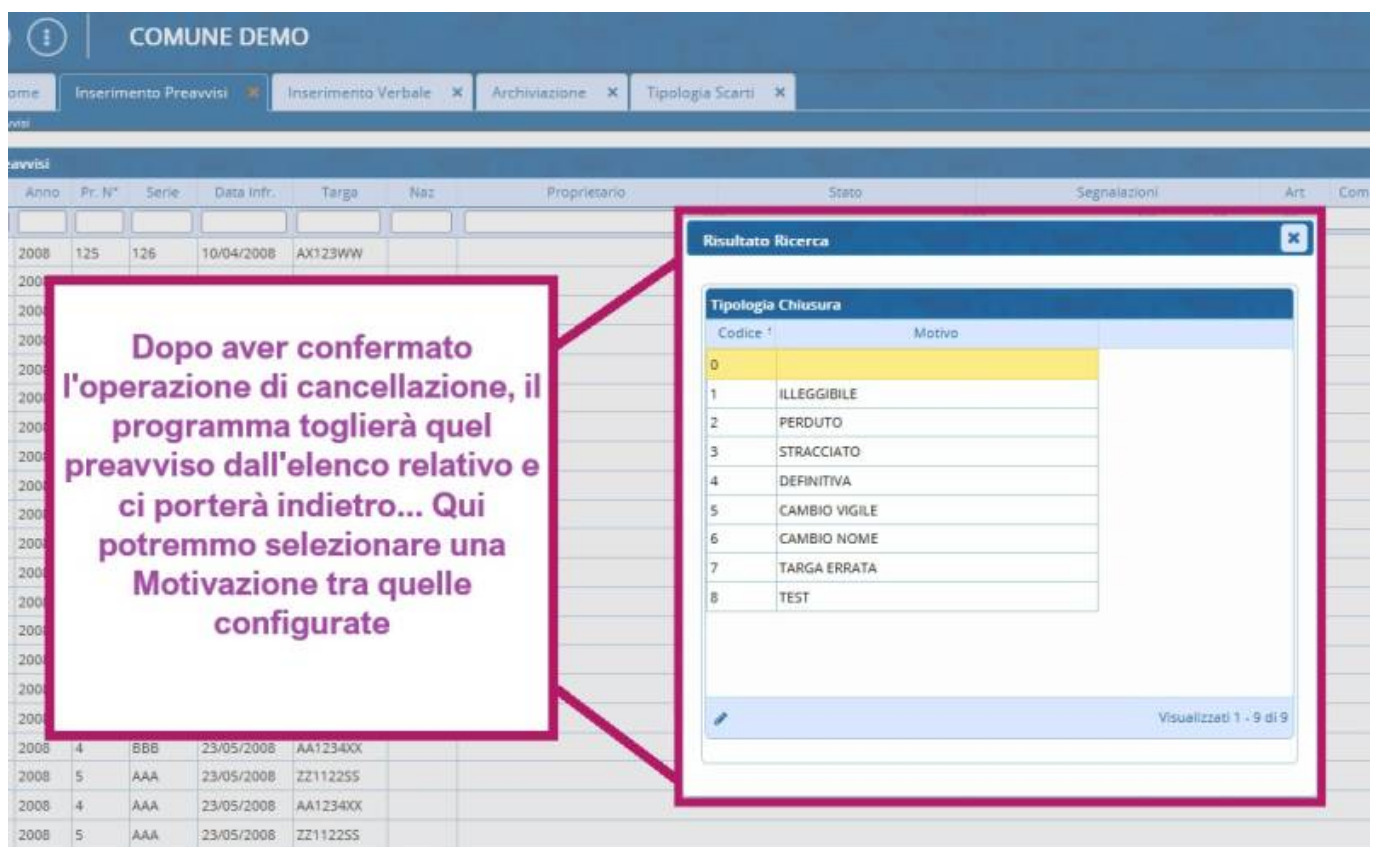 COMUNE DEMO
ome Inserimento Preavvisi Inserimento Verbale Archiviazione Tipologia Scarti
avvisi
Anno Pr. N° Serie Data Infr. Targa Naz Proprietario Stato Segnalazioni Art Com
2008 125 126 10/04/2008 AX123WW
Dopo aver confermato
l'operazione di cancellazione, il
programma toglierà quel
preavviso dall'elenco relativo e
ci porterà indietro... Qui
potremmo selezionare una
Motivazione tra quelle
configurate
Risultato Ricerca
Tipologia Chiusura
Codice Motivo
0
1 ILLEGGIBILE
2 PERDUTO
3 STRACCIATO
4 DEFINITIVA
5 CAMBIO VIGILE
6 CAMBIO NOME
7 TARGA ERRATA
8 TEST
Visualizzati 1 - 9 di 9
2008 4 BBB 23/05/2008 AA1234XX
2008 5 AAA 23/05/2008 ZZ1122SS
2008 4 AAA 23/05/2008 AA1234XX
2008 5 AAA 23/05/2008 ZZ1122SS